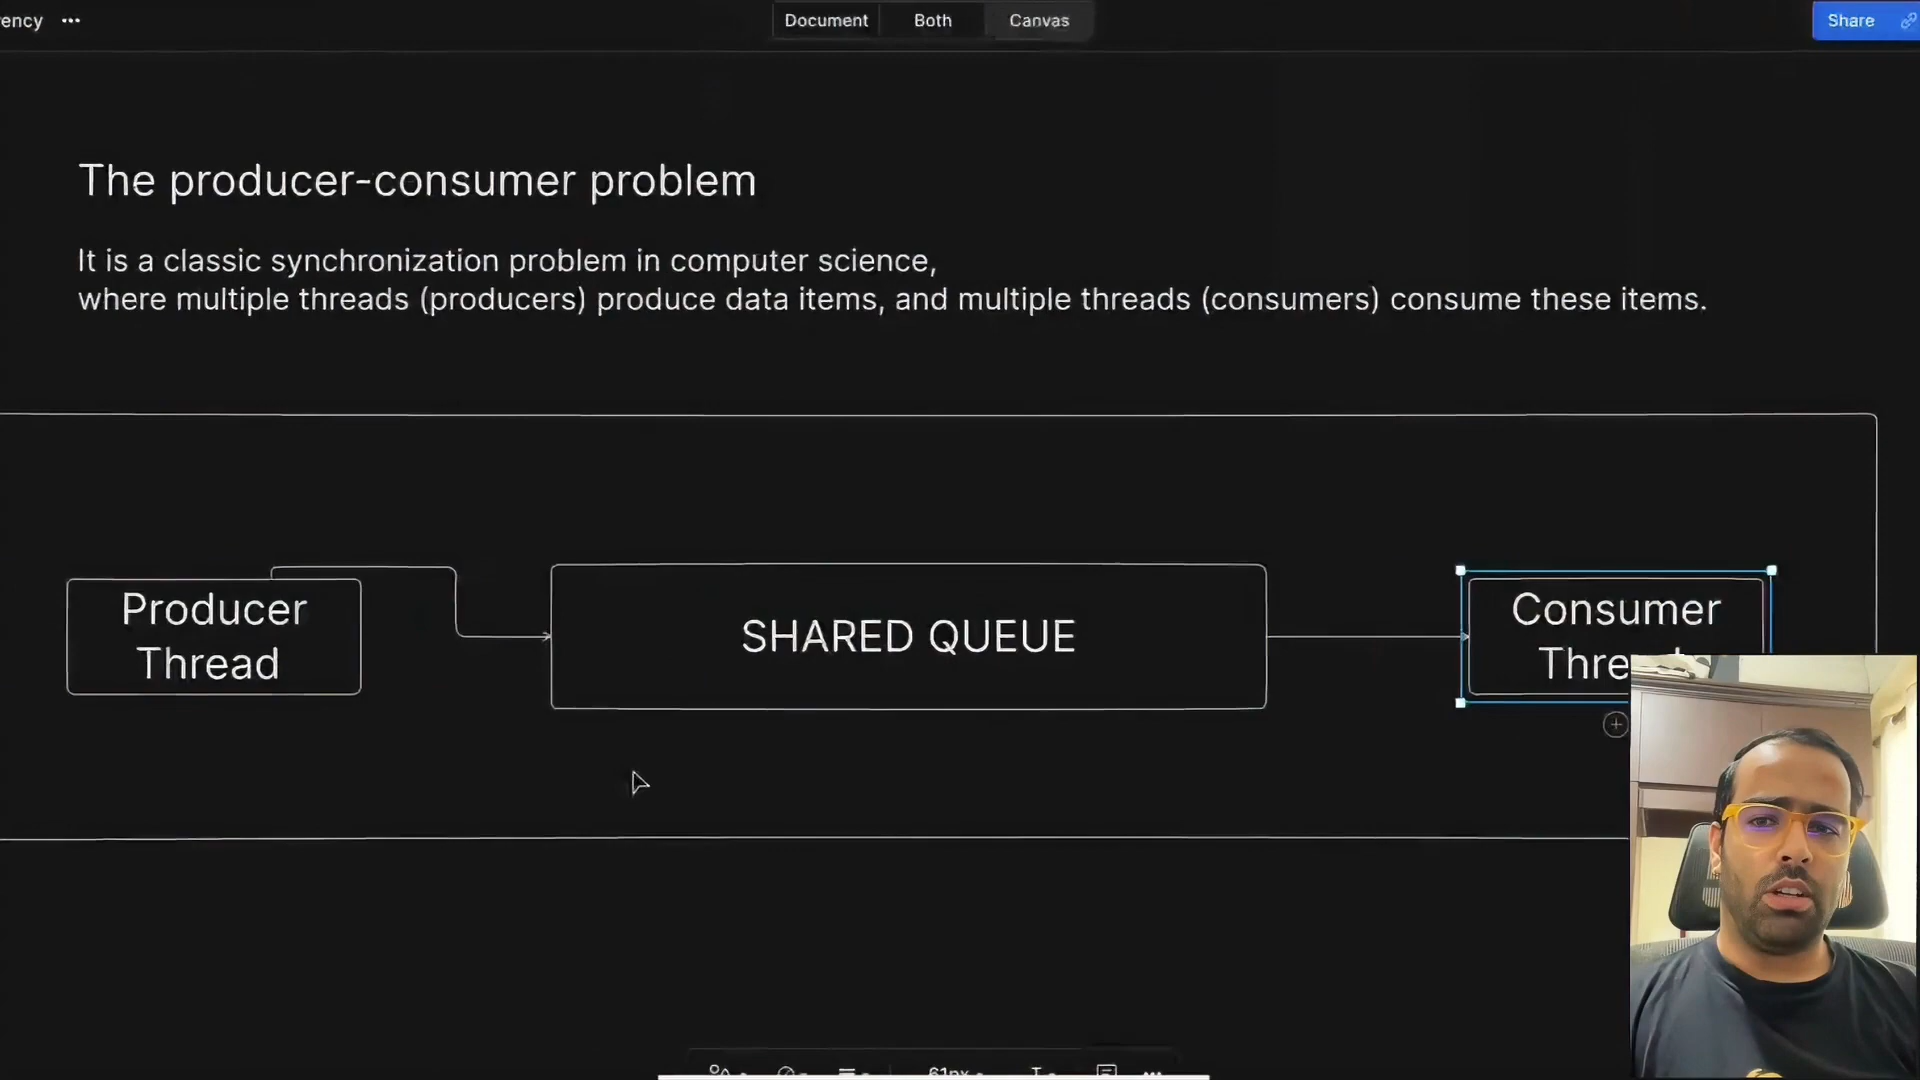 ency ...
Document Both Canvas
Share
The producer-consumer problem
It is a classic synchronization problem in computer science,
where multiple threads (producers) produce data items, and multiple threads (consumers) consume these items.
Producer
Thread
SHARED QUEUE
Consumer